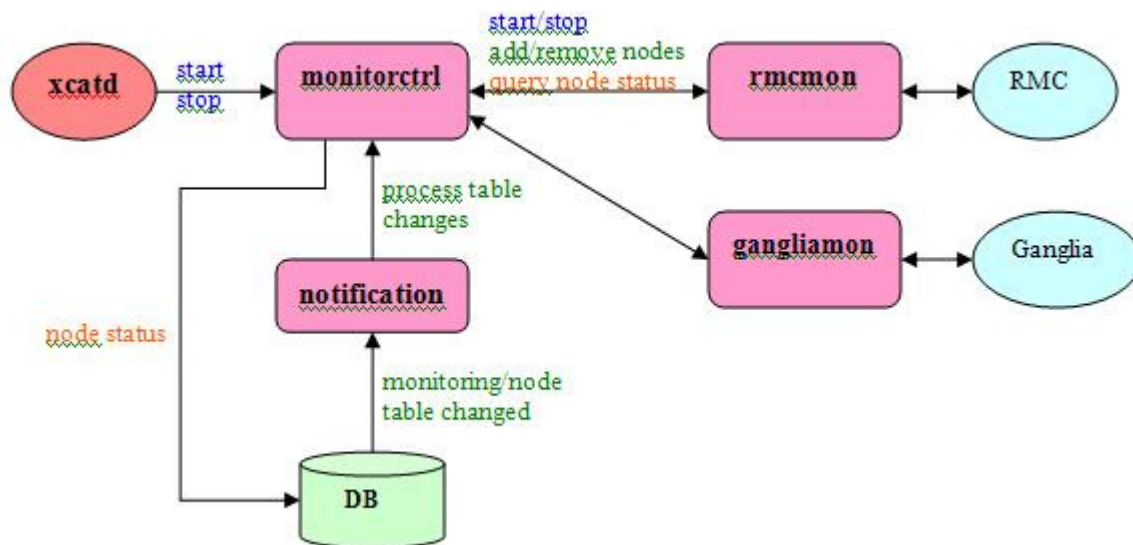 start/stop
add/remove nodes
query node status
xcatd
start
stop
monitorctrl
rmcmon
RMC
process table
changes
gangliamon
Ganglia
notification
node status
monitoring/node
table changed
DB